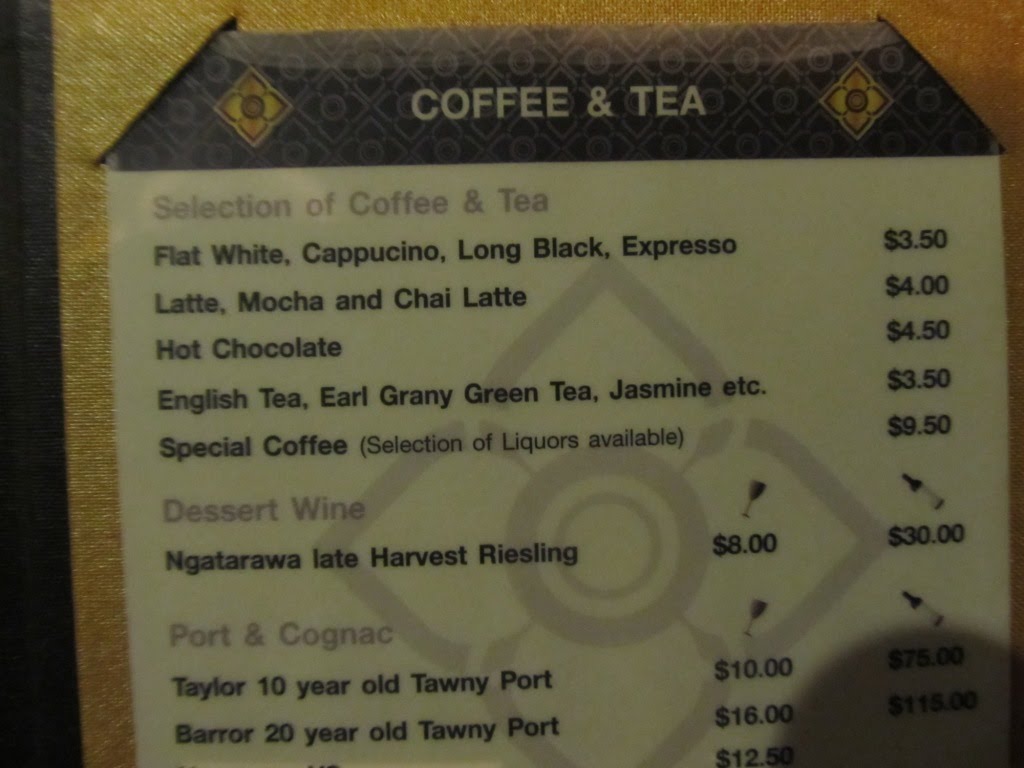 COFFEE & TEA
Selection of Coffee & Tea
Flat White, Cappucino, Long Black, Expresso $3.50
Latte, Mocha and Chai Latte $4.00
Hot Chocolate $4.50
English Tea, Earl Grany Green Tea, Jasmine etc. $3.50
Special Coffee (Selection of Liquors available) $9.50
Dessert Wine
Ngatarawa late Harvest Riesling $8.00 $30.00
Port & Cognac
Taylor 10 year old Tawny Port $10.00 $75.00
Barror 20 year old Tawny Port $16.00 $115.00
$12.50